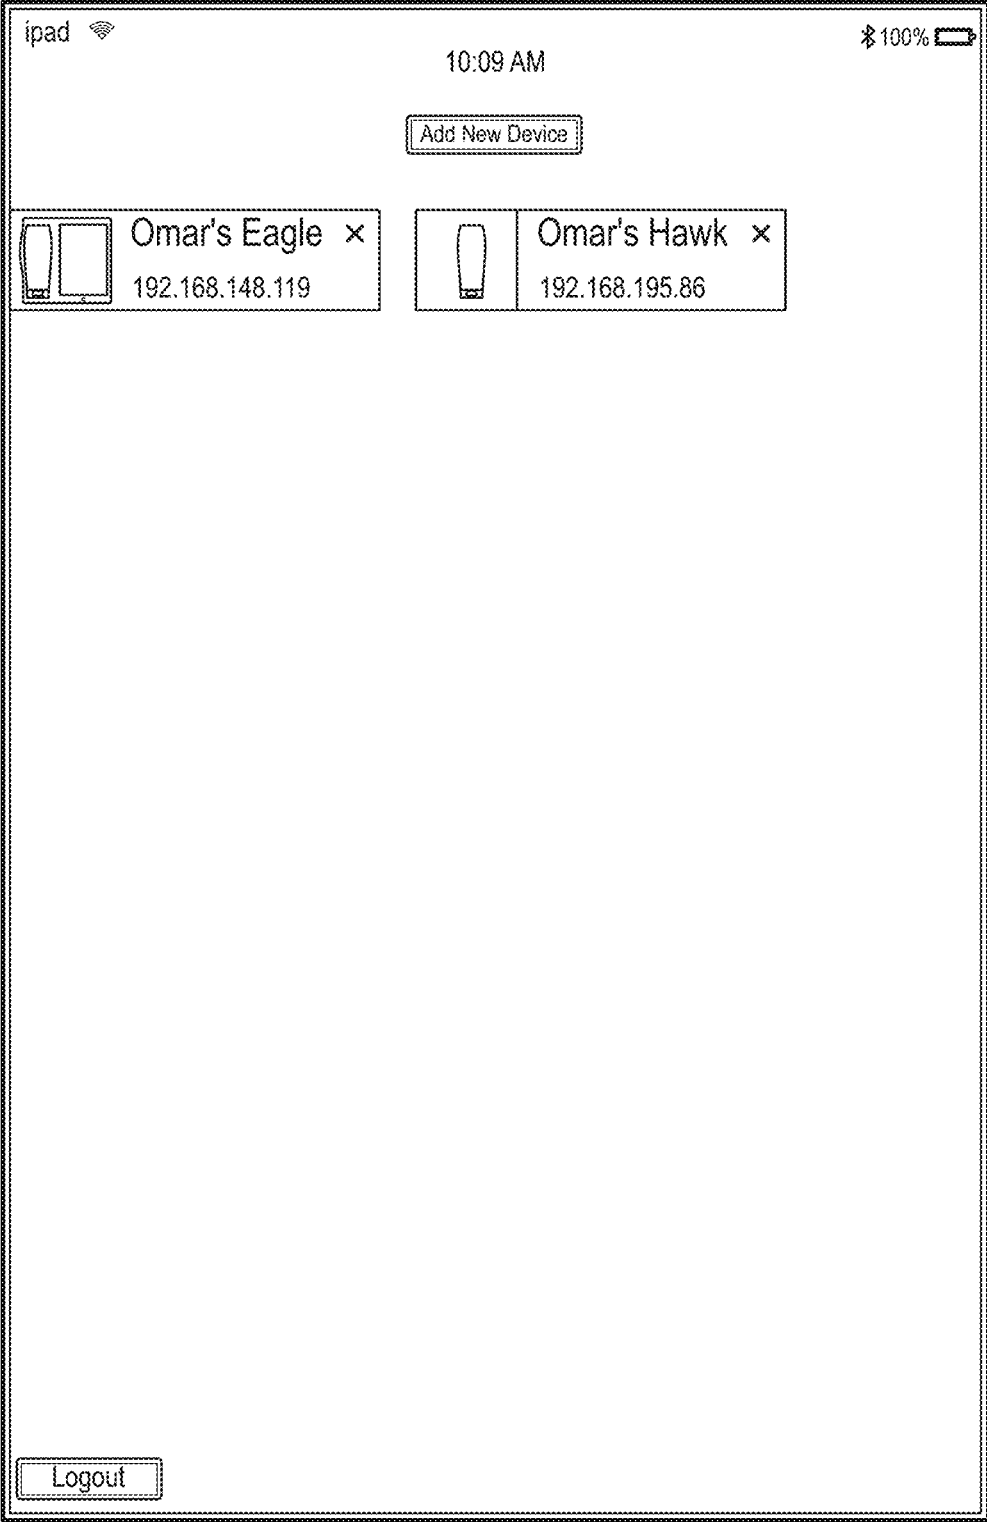 ipad
100%
10:09 AM
Add New Device
Omar's Eagle ×
192.168.148.119
Omar's Hawk ×
192.168.195.86
Logout